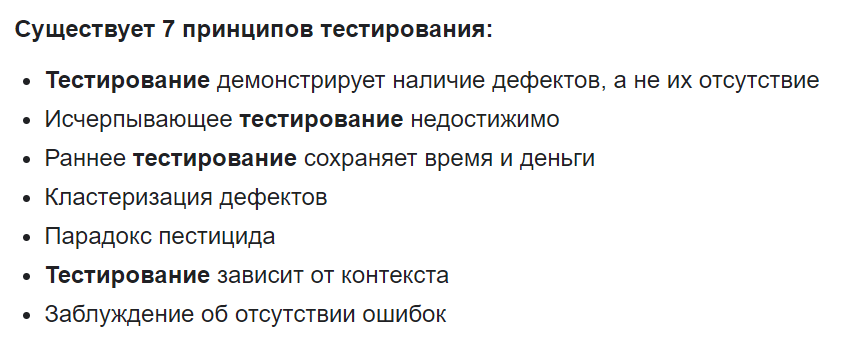 Существует 7 принципов тестирования:
Тестирование демонстрирует наличие дефектов, а не их отсутствие
Исчерпывающее тестирование недостижимо
Раннее тестирование сохраняет время и деньги
Кластеризация дефектов
Парадокс пестицида
Тестирование зависит от контекста
Заблуждение об отсутствии ошибок